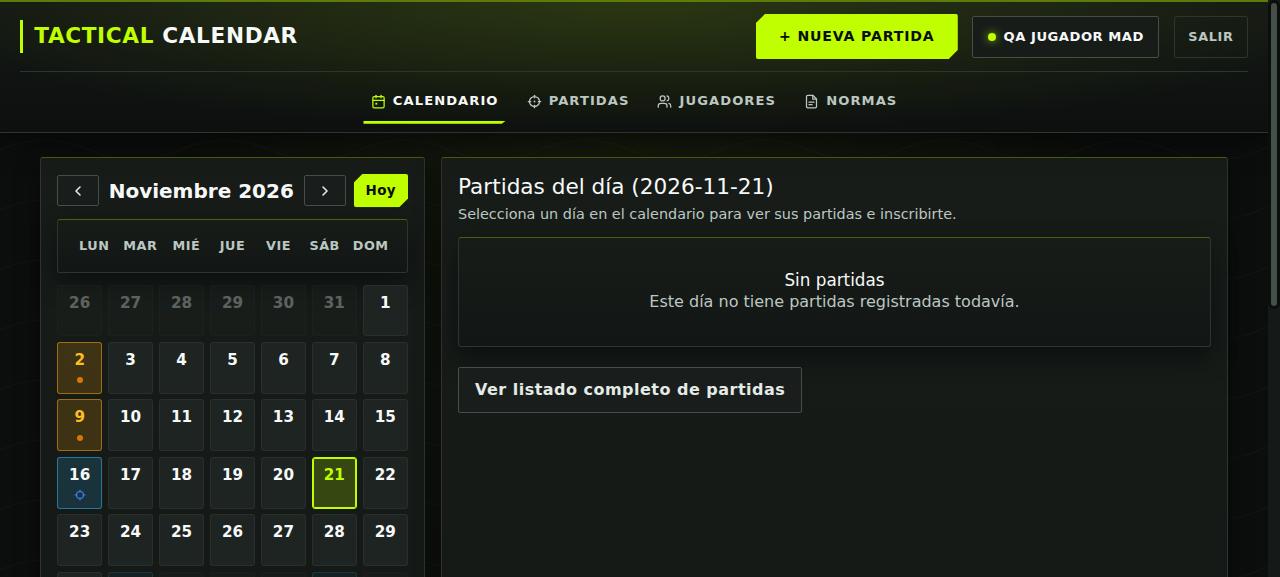 TACTICAL CALENDAR
+ NUEVA PARTIDA
QA JUGADOR MAD
SALIR
CALENDARIO
PARTIDAS
JUGADORES
NORMAS
Noviembre 2026
Hoy
LUN MAR MIÉ JUE VIE SÁB DOM
26 27 28 29 30 31 1
2 3 4 5 6 7 8
9 10 11 12 13 14 15
16 17 18 19 20 21 22
23 24 25 26 27 28 29
Partidas del día (2026-11-21)
Selecciona un día en el calendario para ver sus partidas e inscribirte.
Sin partidas
Este día no tiene partidas registradas todavía.
Ver listado completo de partidas